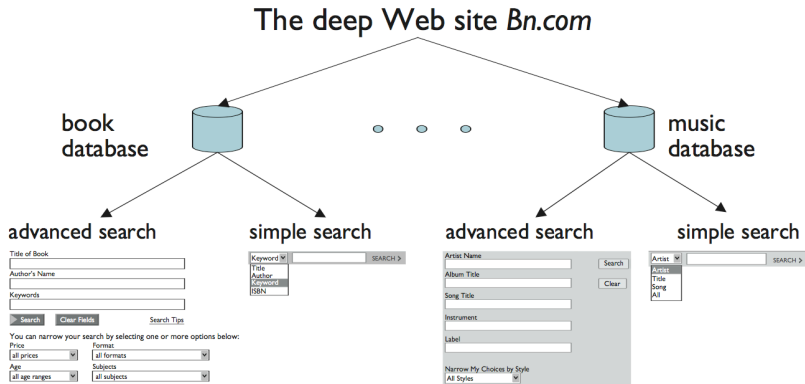 The deep Web site Bn.com
book
database
music
database
advanced search
Title of Book
Author's Name
Keywords
Search Clear Fields Search Tips
You can narrow your search by selecting one or more options below:
Price Format
all prices all formats
Age Subjects
all age ranges all subjects
simple search
Keyword SEARCH >
Title
Author
Keyword
ISBN
advanced search
Artist Name
Search
Album Title
Clear
Song Title
Instrument
Label
Narrow My Choices by Style
All Styles
simple search
Artist SEARCH >
Artist
Title
Song
All